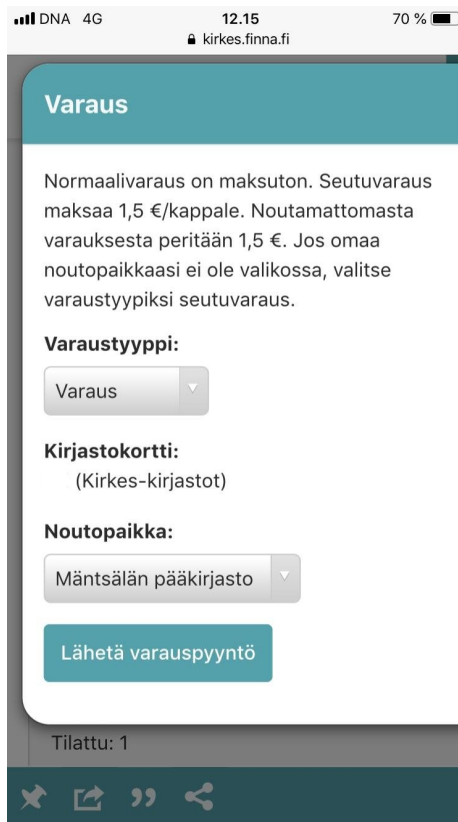 DNA 4G 12.15 70 %
kirkes.finna.fi
Varaus
Normaalivaraus on maksuton. Seutuvaraus
maksaa 1,5 €/kappale. Noutamattomasta
varauksesta peritään 1,5 €. Jos omaa
noutopaikkaasi ei ole valikossa, valitse
varaustyypiksi seutuvaraus.
Varaustyyppi:
Varaus
Kirjastokortti:
(Kirkes-kirjastot)
Noutopaikka:
Mäntsälän pääkirjasto
Lähetä varauspyyntö
Tilattu: 1